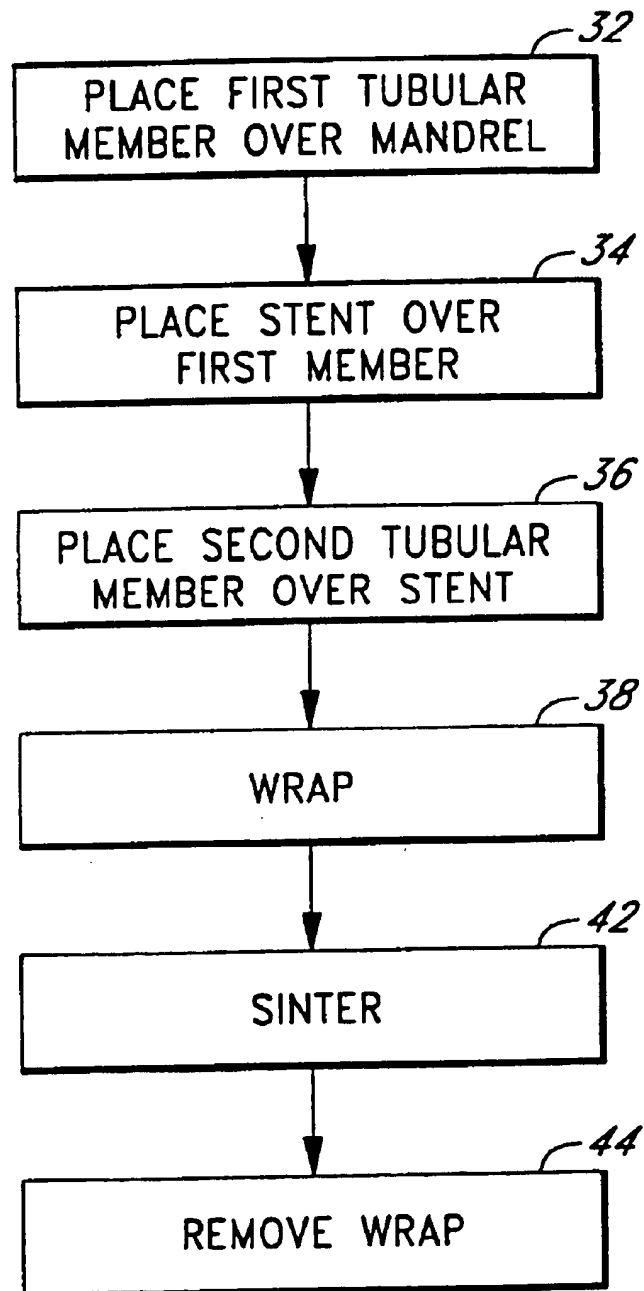 32
PLACE FIRST TUBULAR
MEMBER OVER MANDREL
34
PLACE STENT OVER
FIRST MEMBER
36
PLACE SECOND TUBULAR
MEMBER OVER STENT
38
WRAP
42
SINTER
44
REMOVE WRAP